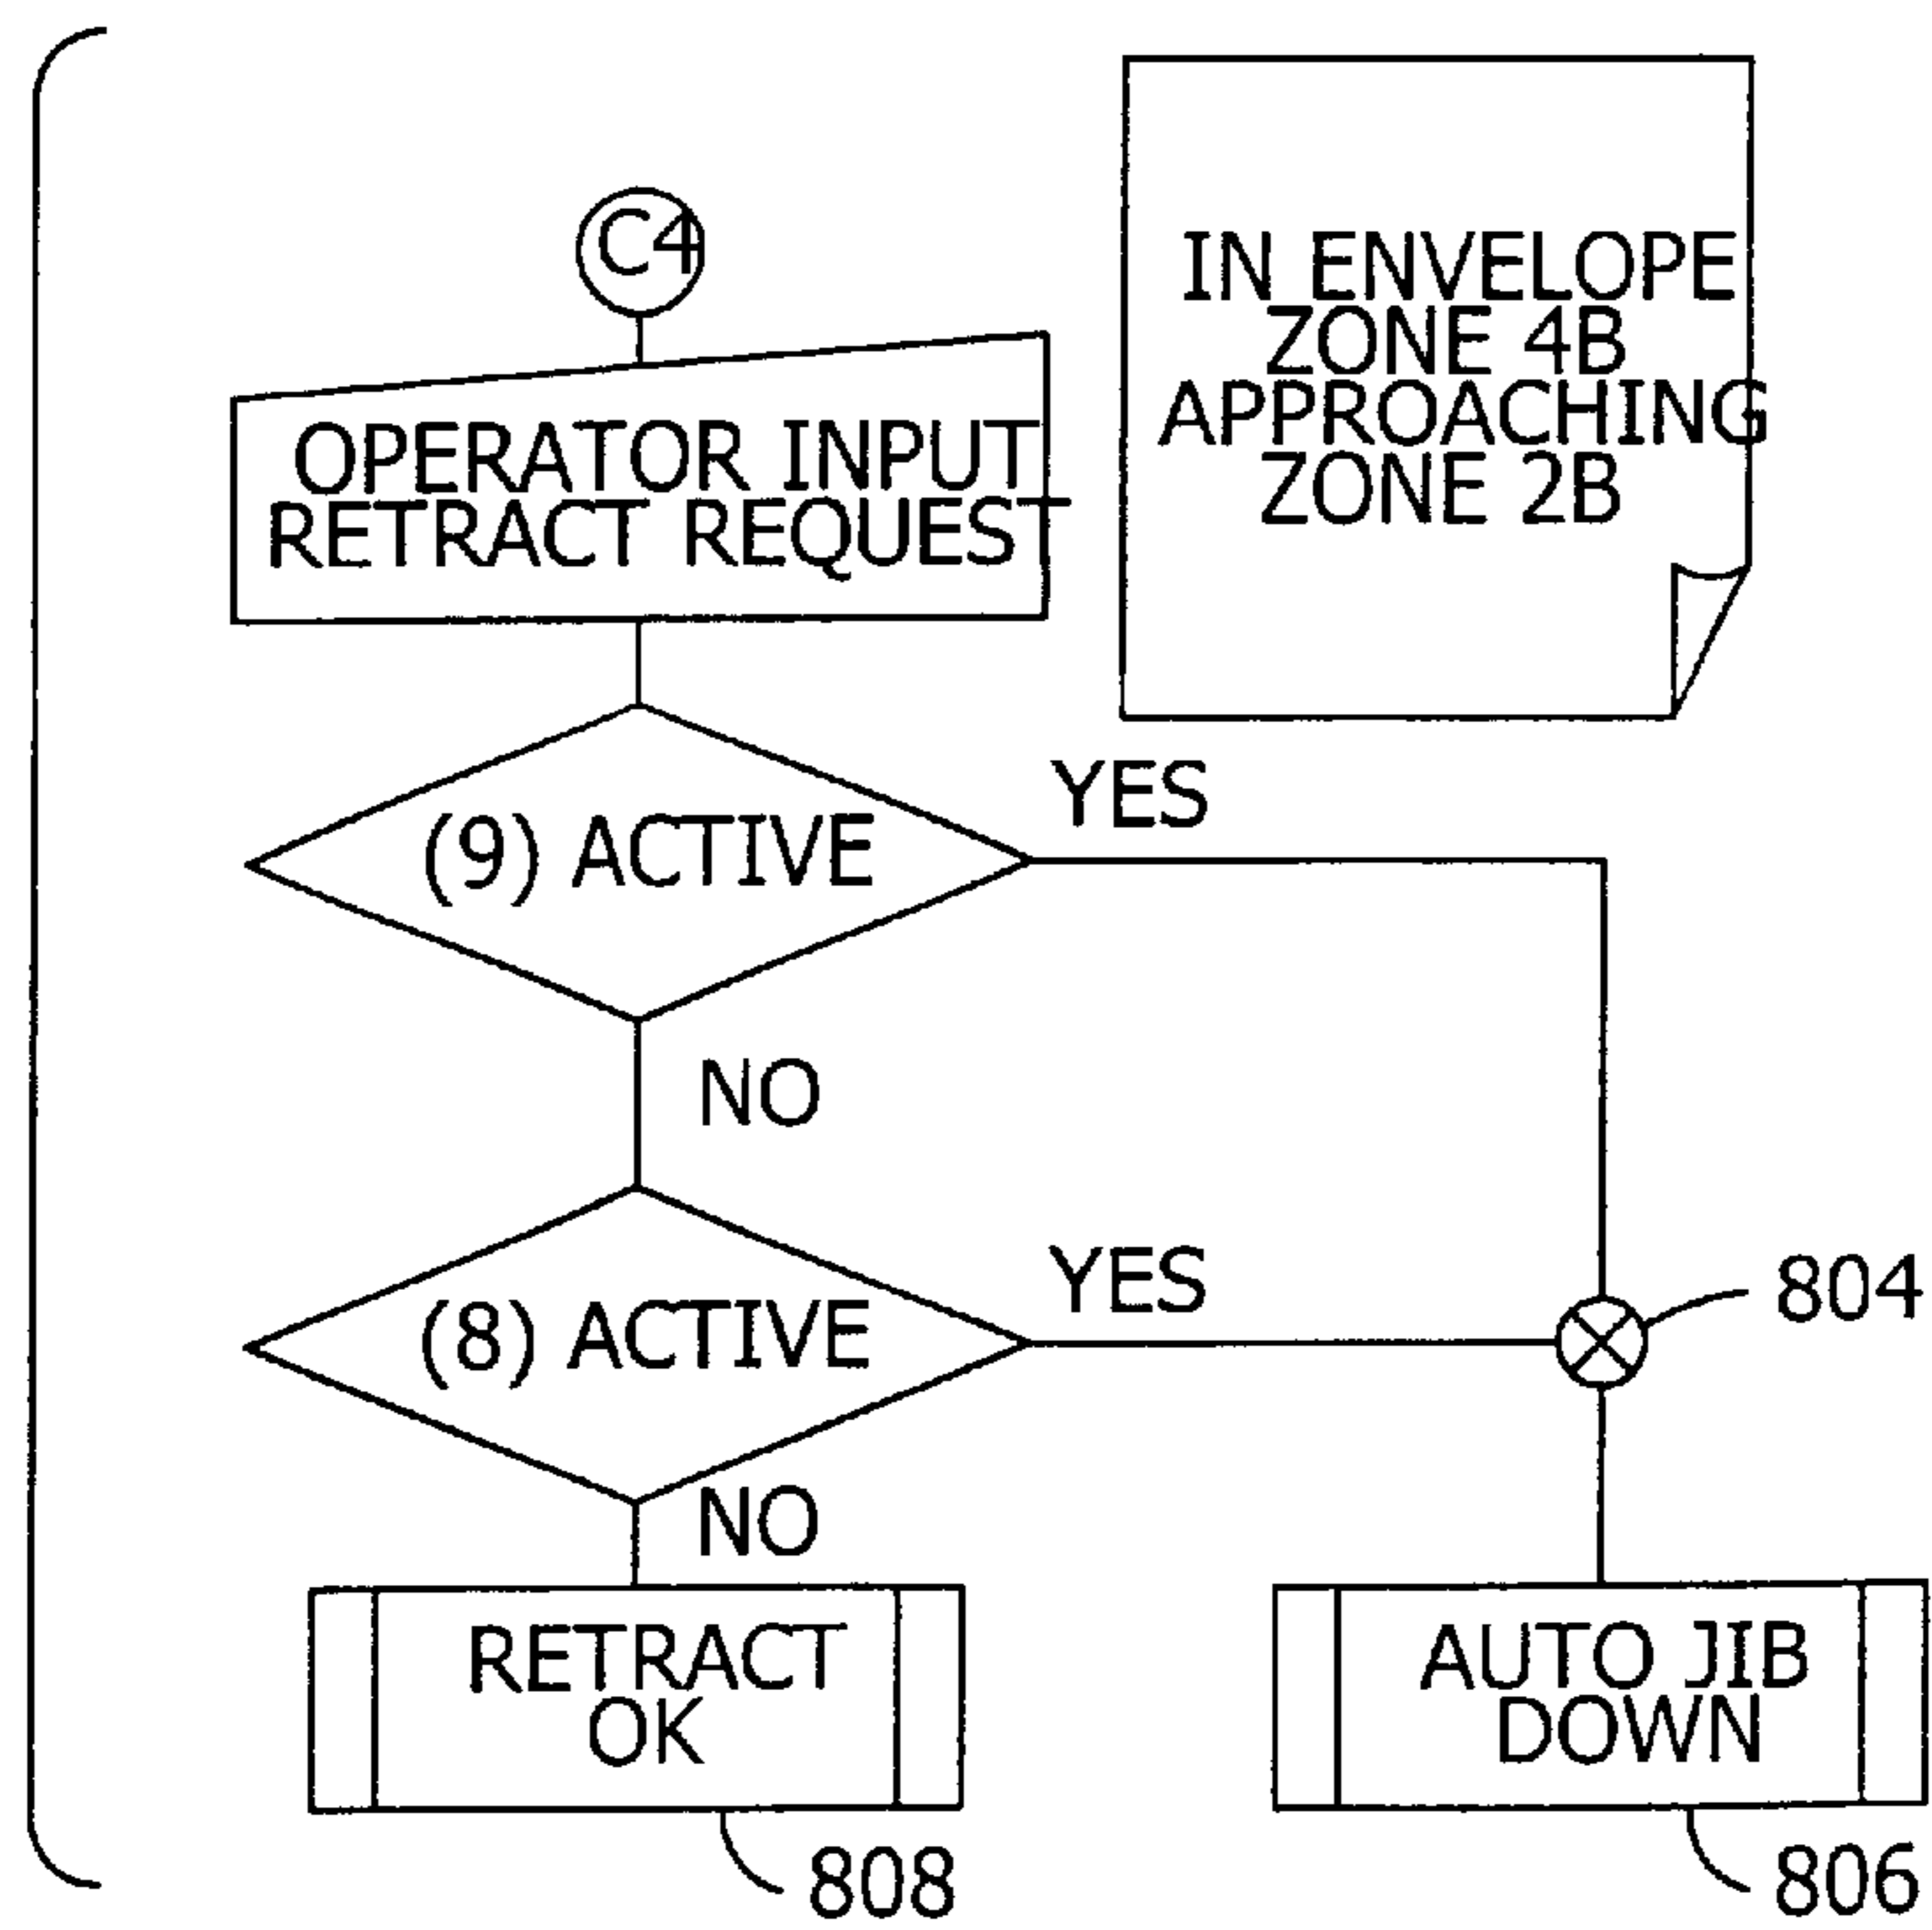 C4
IN ENVELOPE
ZONE 4B
APPROACHING
ZONE 2B
OPERATOR INPUT
RETRACT REQUEST
YES
(9) ACTIVE
NO
YES
804
(8) ACTIVE
NO
RETRACT
OK
AUTO JIB
DOWN
808
806